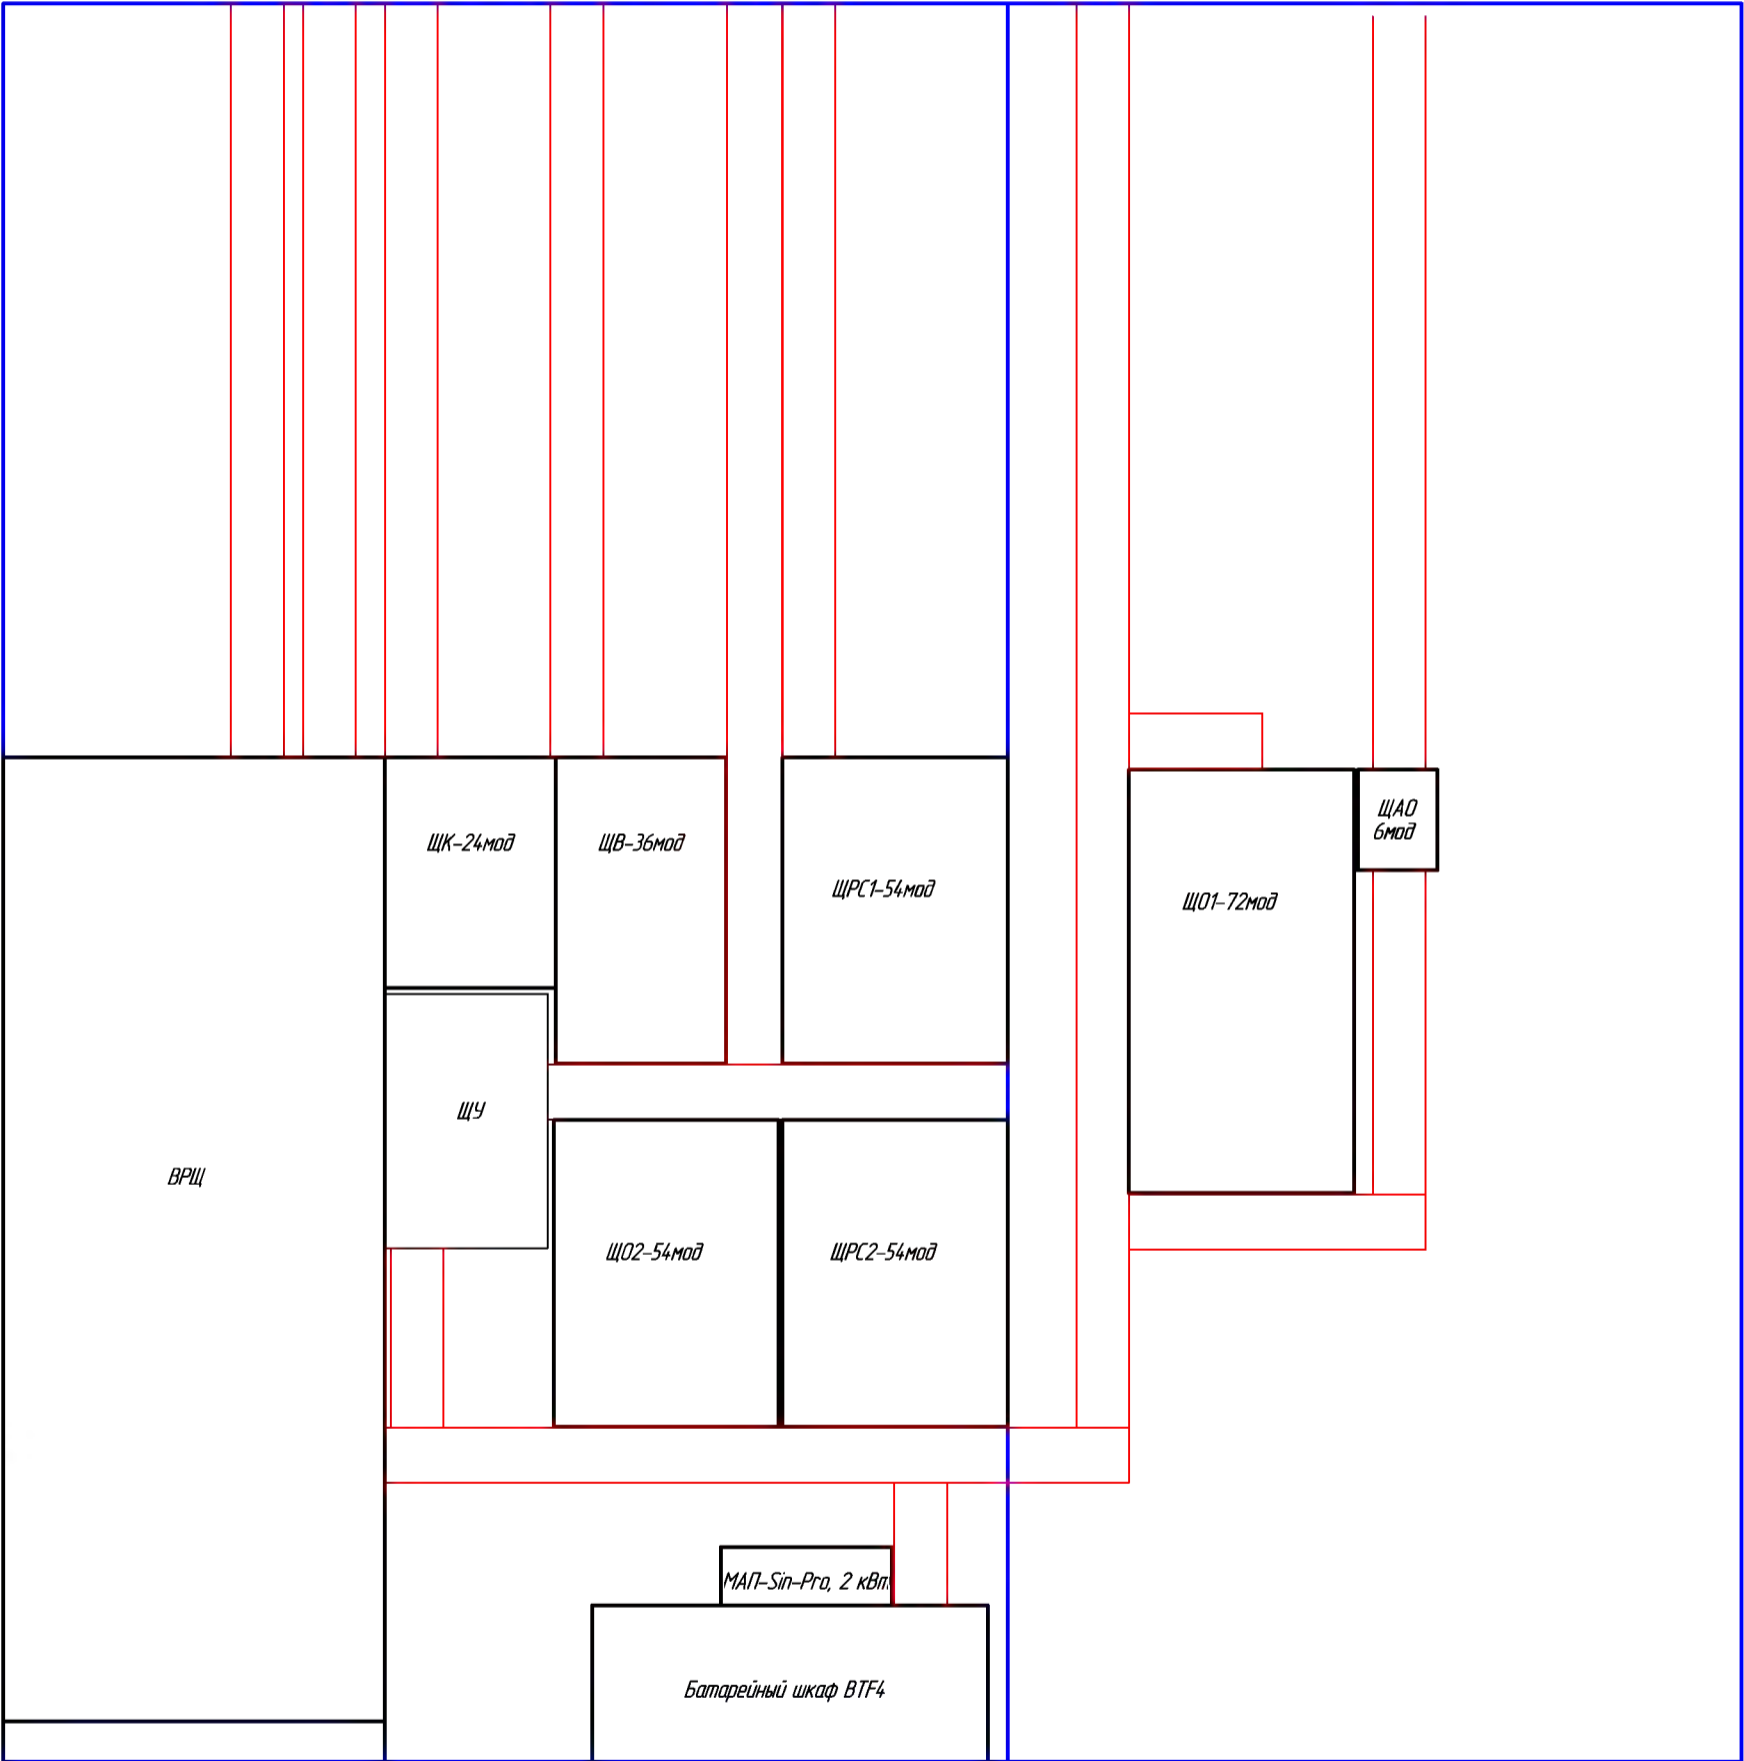 ЩК-24мод
ЩВ-36мод
ЩРС1-54мод
ЩО1-72мод
ЩАО
6мод
ЩУ
ВРЩ
ЩО2-54мод
ЩРС2-54мод
МАП-Sin-Pro, 2 кВт
Батарейный шкаф BTF4